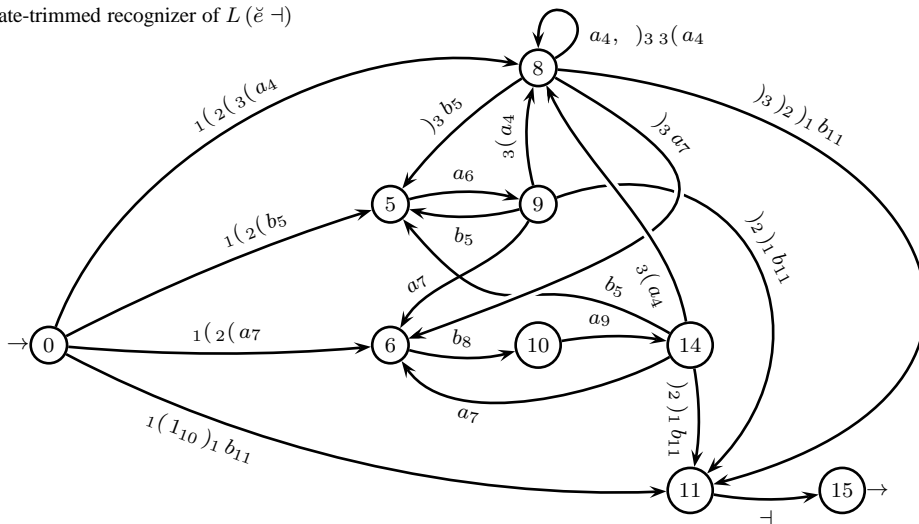 ate-trimmed recognizer of L (ĕ ⊣)
a₄, )₃ ₃( a₄
8
₁( ₂( ₃( a₄
)₃ b₅
₃( a₄
)₃ a₇
)₃ )₂ )₁ b₁₁
a₆
5
9
b₅
₁( ₂( b₅
)₂ )₁ b₁₁
a₇
₃( a₄
b₅
→ 0
₁( ₂( a₇
6
b₈
10
a₉
14
a₇
)₂ )₁ b₁₁
₁( 1₁₀ )₁ b₁₁
11
15 →
⊣